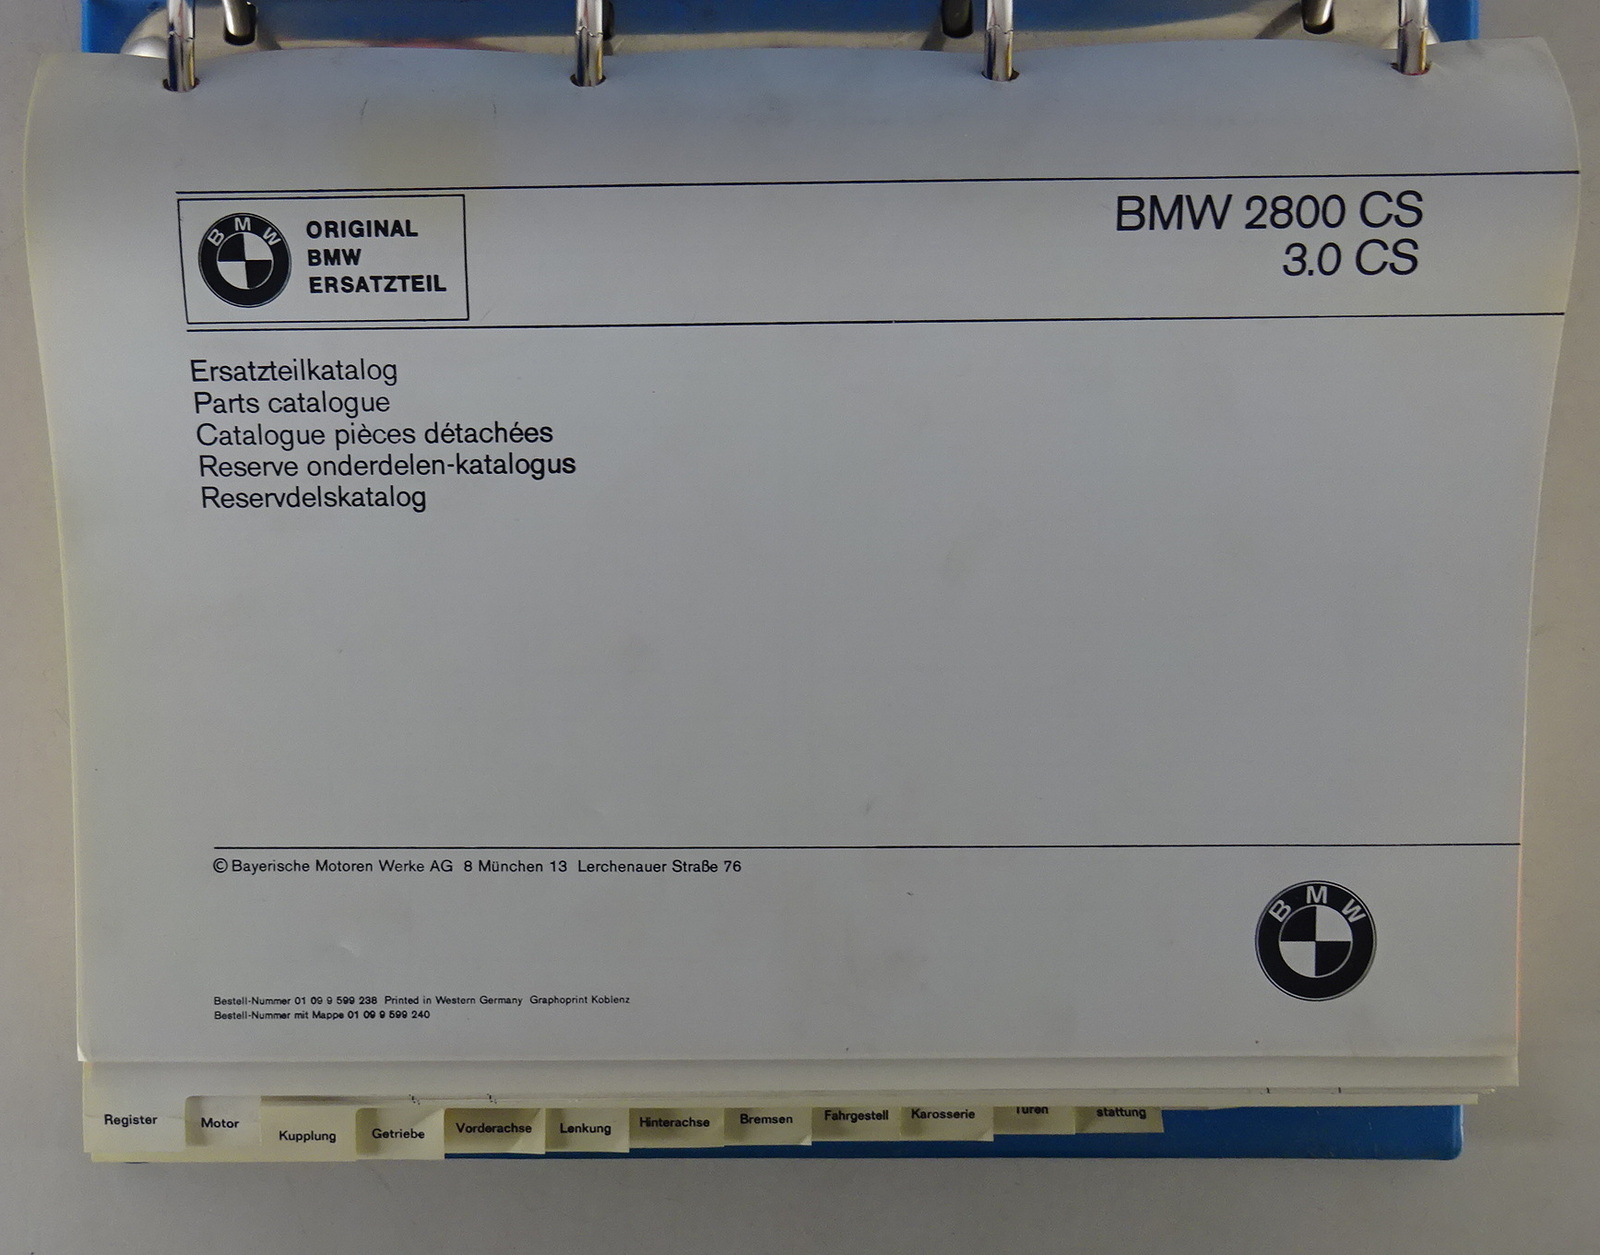 BMW
ORIGINAL
BMW
ERSATZTEIL
BMW 2800 CS
3.0 CS
Ersatzteilkatalog
Parts catalogue
Catalogue pièces détachées
Reserve onderdelen-katalogus
Reservdelskatalog
© Bayerische Motoren Werke AG 8 München 13 Lerchenauer Straße 76
BMW
Bestell-Nummer 01 09 9 599 238 Printed in Western Germany Graphoprint Koblenz
Bestell-Nummer mit Mappe 01 09 9 599 240
Register
Motor
Kupplung
Getriebe
Vorderachse
Lenkung
Hinterachse
Bremsen
Fahrgestell
Karosserie
Türen
stattung